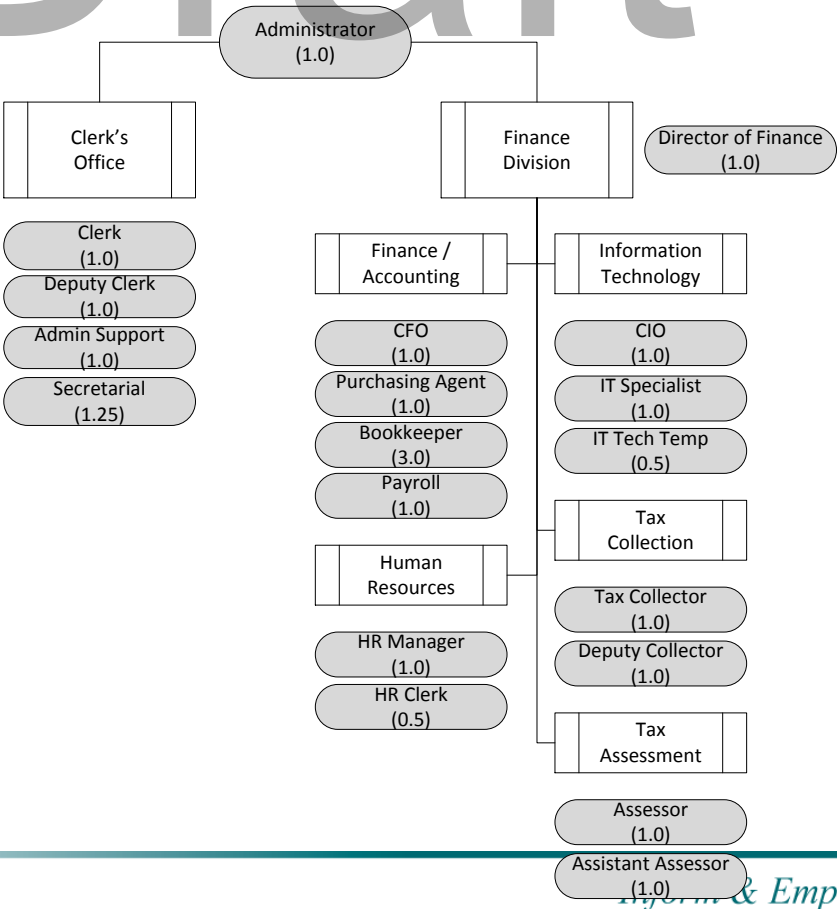 Draft
Administrator
(1.0)
Clerk's
Office
Clerk
(1.0)
Deputy Clerk
(1.0)
Admin Support
(1.0)
Secretarial
(1.25)
Finance
Division
Director of Finance
(1.0)
Finance /
Accounting
CFO
(1.0)
Purchasing Agent
(1.0)
Bookkeeper
(3.0)
Payroll
(1.0)
Human
Resources
HR Manager
(1.0)
HR Clerk
(0.5)
Information
Technology
CIO
(1.0)
IT Specialist
(1.0)
IT Tech Temp
(0.5)
Tax
Collection
Tax Collector
(1.0)
Deputy Collector
(1.0)
Tax
Assessment
Assessor
(1.0)
Assistant Assessor
(1.0)
Inform & Emp